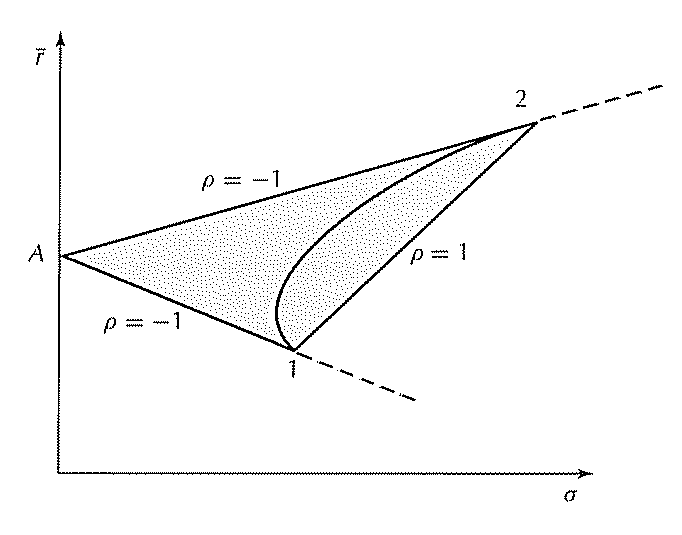 r̄
2
ρ = −1
A
ρ = 1
ρ = −1
1
σ